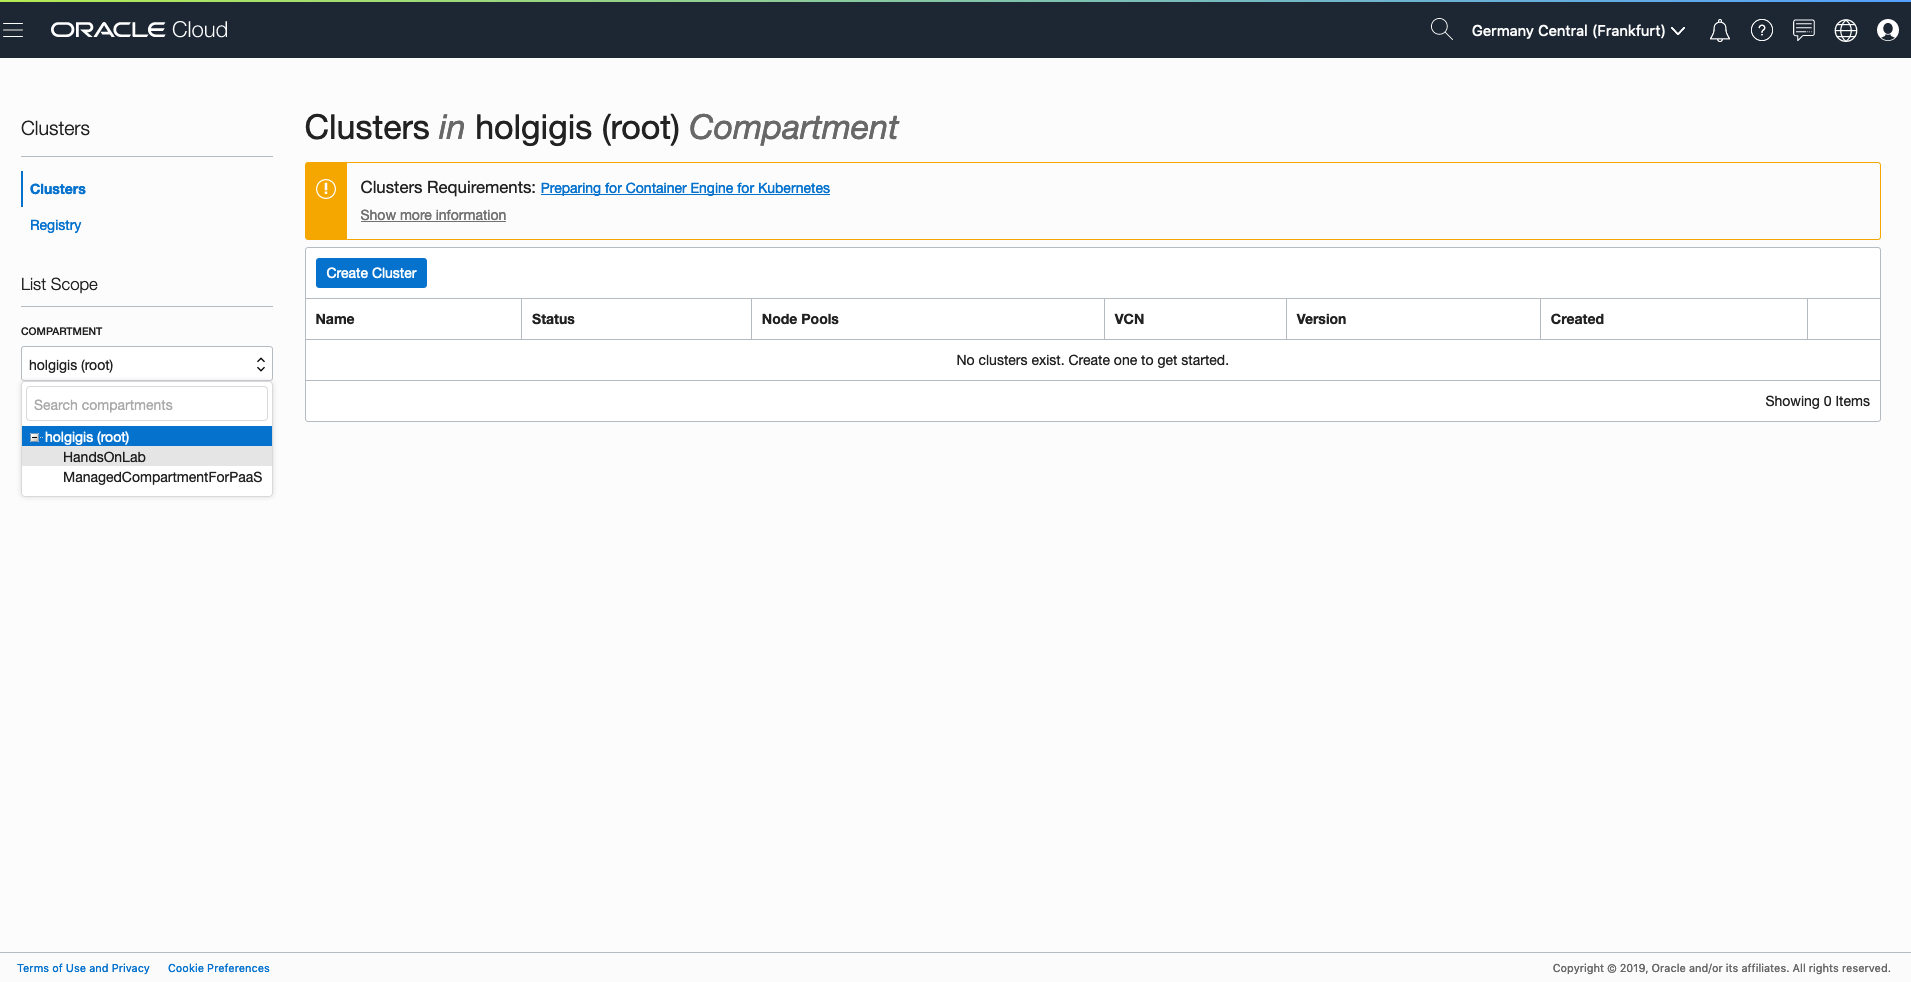 ORACLE Cloud
Germany Central (Frankfurt)
Clusters
Clusters
Registry
List Scope
COMPARTMENT
holgigis (root)
Search compartments
holgigis (root)
HandsOnLab
ManagedCompartmentForPaaS
Clusters in holgigis (root) Compartment
Clusters Requirements: Preparing for Container Engine for Kubernetes
Show more information
Create Cluster
Name Status Node Pools VCN Version Created
No clusters exist. Create one to get started.
Showing 0 Items
Terms of Use and Privacy Cookie Preferences
Copyright © 2019, Oracle and/or its affiliates. All rights reserved.